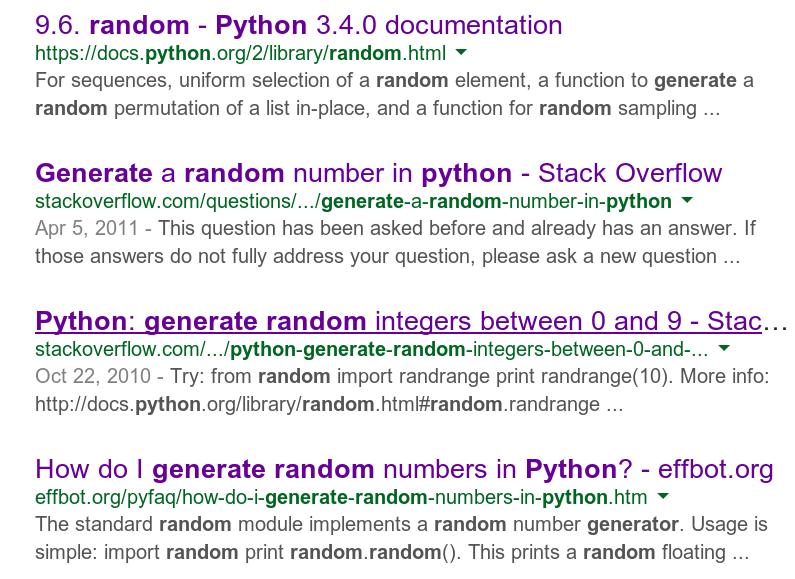 9.6. random - Python 3.4.0 documentation
https://docs.python.org/2/library/random.html
For sequences, uniform selection of a random element, a function to generate a
random permutation of a list in-place, and a function for random sampling ...
Generate a random number in python - Stack Overflow
stackoverflow.com/questions/.../generate-a-random-number-in-python
Apr 5, 2011 - This question has been asked before and already has an answer. If
those answers do not fully address your question, please ask a new question ...
Python: generate random integers between 0 and 9 - Stac...
stackoverflow.com/.../python-generate-random-integers-between-0-and-...
Oct 22, 2010 - Try: from random import randrange print randrange(10). More info:
http://docs.python.org/library/random.html#random.randrange ...
How do I generate random numbers in Python? - effbot.org
effbot.org/pyfaq/how-do-i-generate-random-numbers-in-python.htm
The standard random module implements a random number generator. Usage is
simple: import random print random.random(). This prints a random floating ...